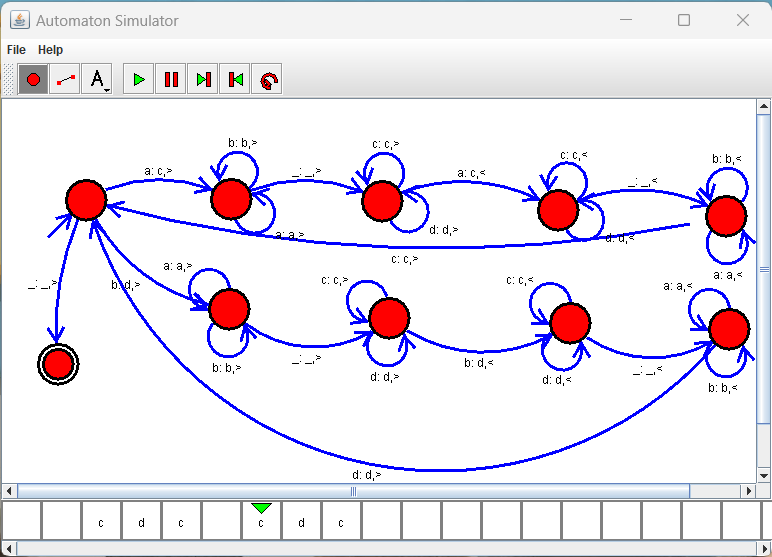 Automaton Simulator
File Help
A
b: b,> c: c,> c: c,< b: b,<
a: c,> _: _,> a: c,< _: _,<
a: a,> d: d,> d: d,<
c: c,>
a: a,> a: a,<
_: _,> b: d,> c: c,> c: c,< a: a,<
_: _,> b: d,< _: _,<
b: b,> d: d,> d: d,< b: b,<
d: d,>
c d c c d c